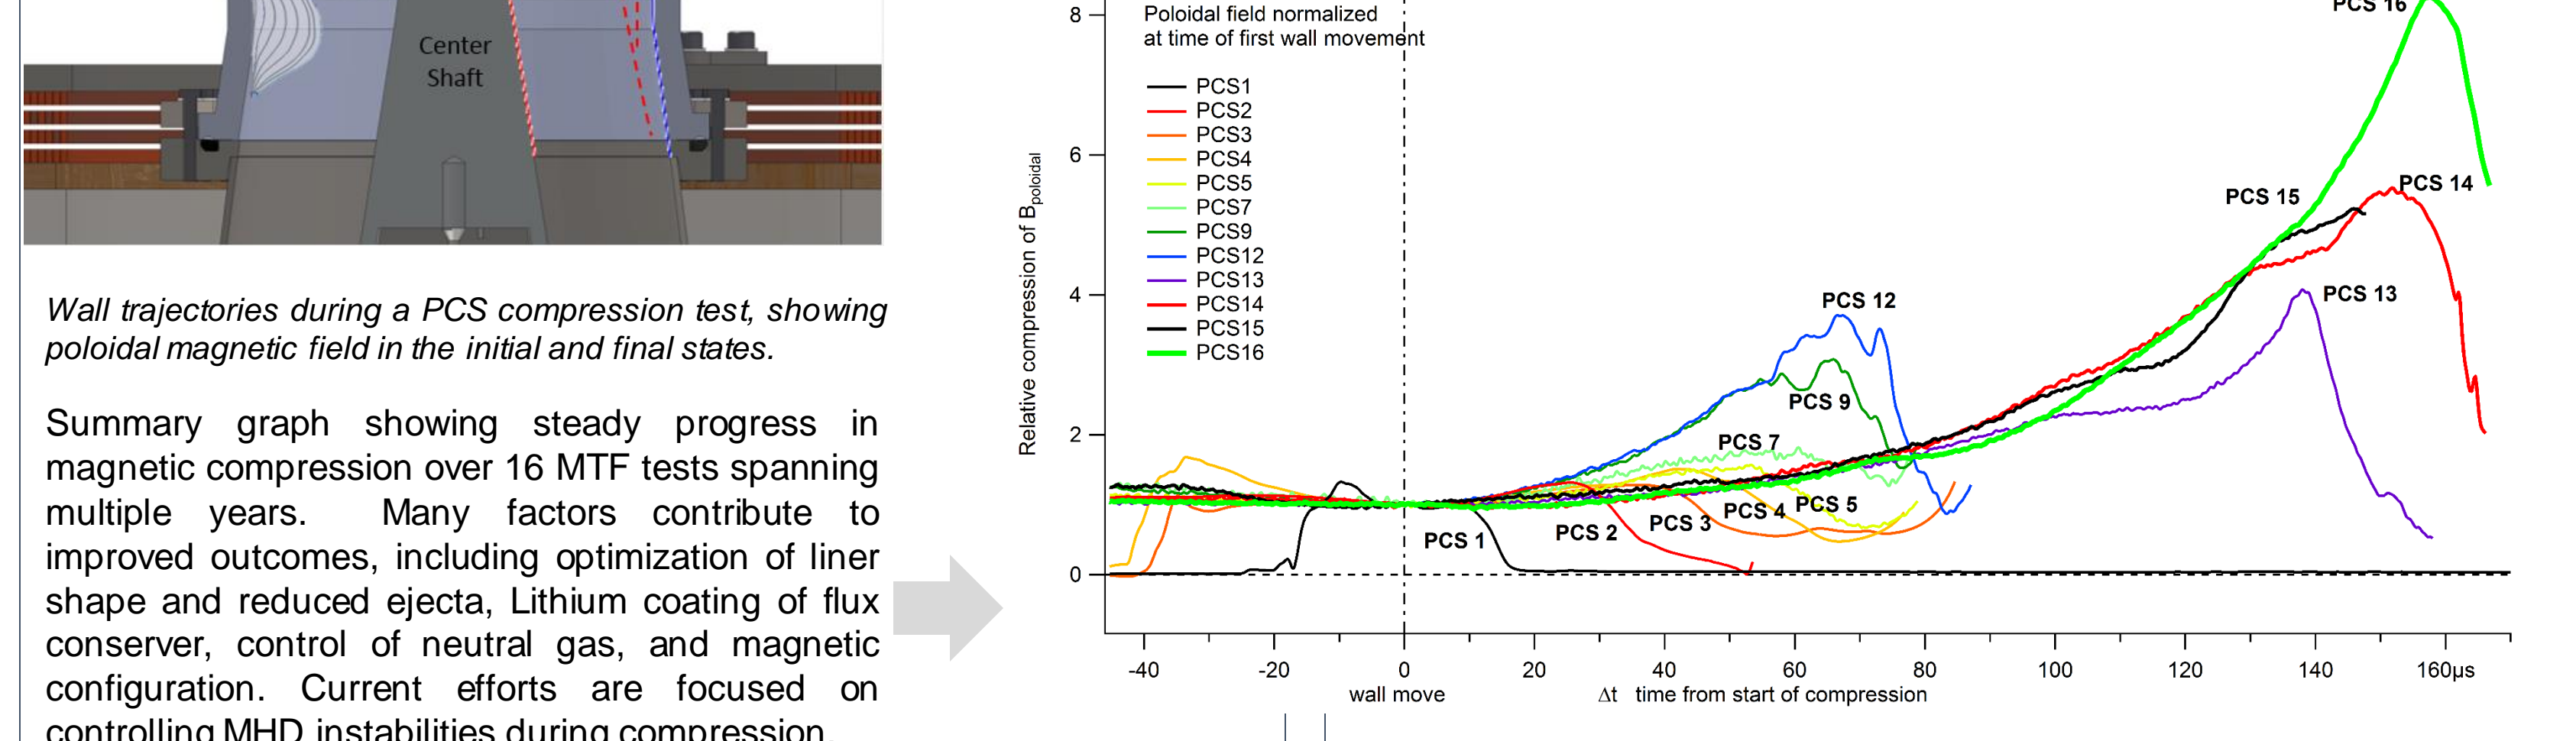 Center
Shaft
Wall trajectories during a PCS compression test, showing
poloidal magnetic field in the initial and final states.
Summary graph showing steady progress in
magnetic compression over 16 MTF tests spanning
multiple years. Many factors contribute to
improved outcomes, including optimization of liner
shape and reduced ejecta, Lithium coating of flux
conserver, control of neutral gas, and magnetic
configuration. Current efforts are focused on
controlling MHD instabilities during compression.
Poloidal field normalized
at time of first wall movement
PCS1
PCS2
PCS3
PCS4
PCS5
PCS7
PCS9
PCS12
PCS13
PCS14
PCS15
PCS16
Relative compression of Bpoloidal
8
6
4
2
0
PCS 16
PCS 15
PCS 14
PCS 13
PCS 12
PCS 9
PCS 7
PCS 5
PCS 4
PCS 3
PCS 2
PCS 1
-40 -20 0 20 40 60 80 100 120 140 160μs
wall move Δt time from start of compression